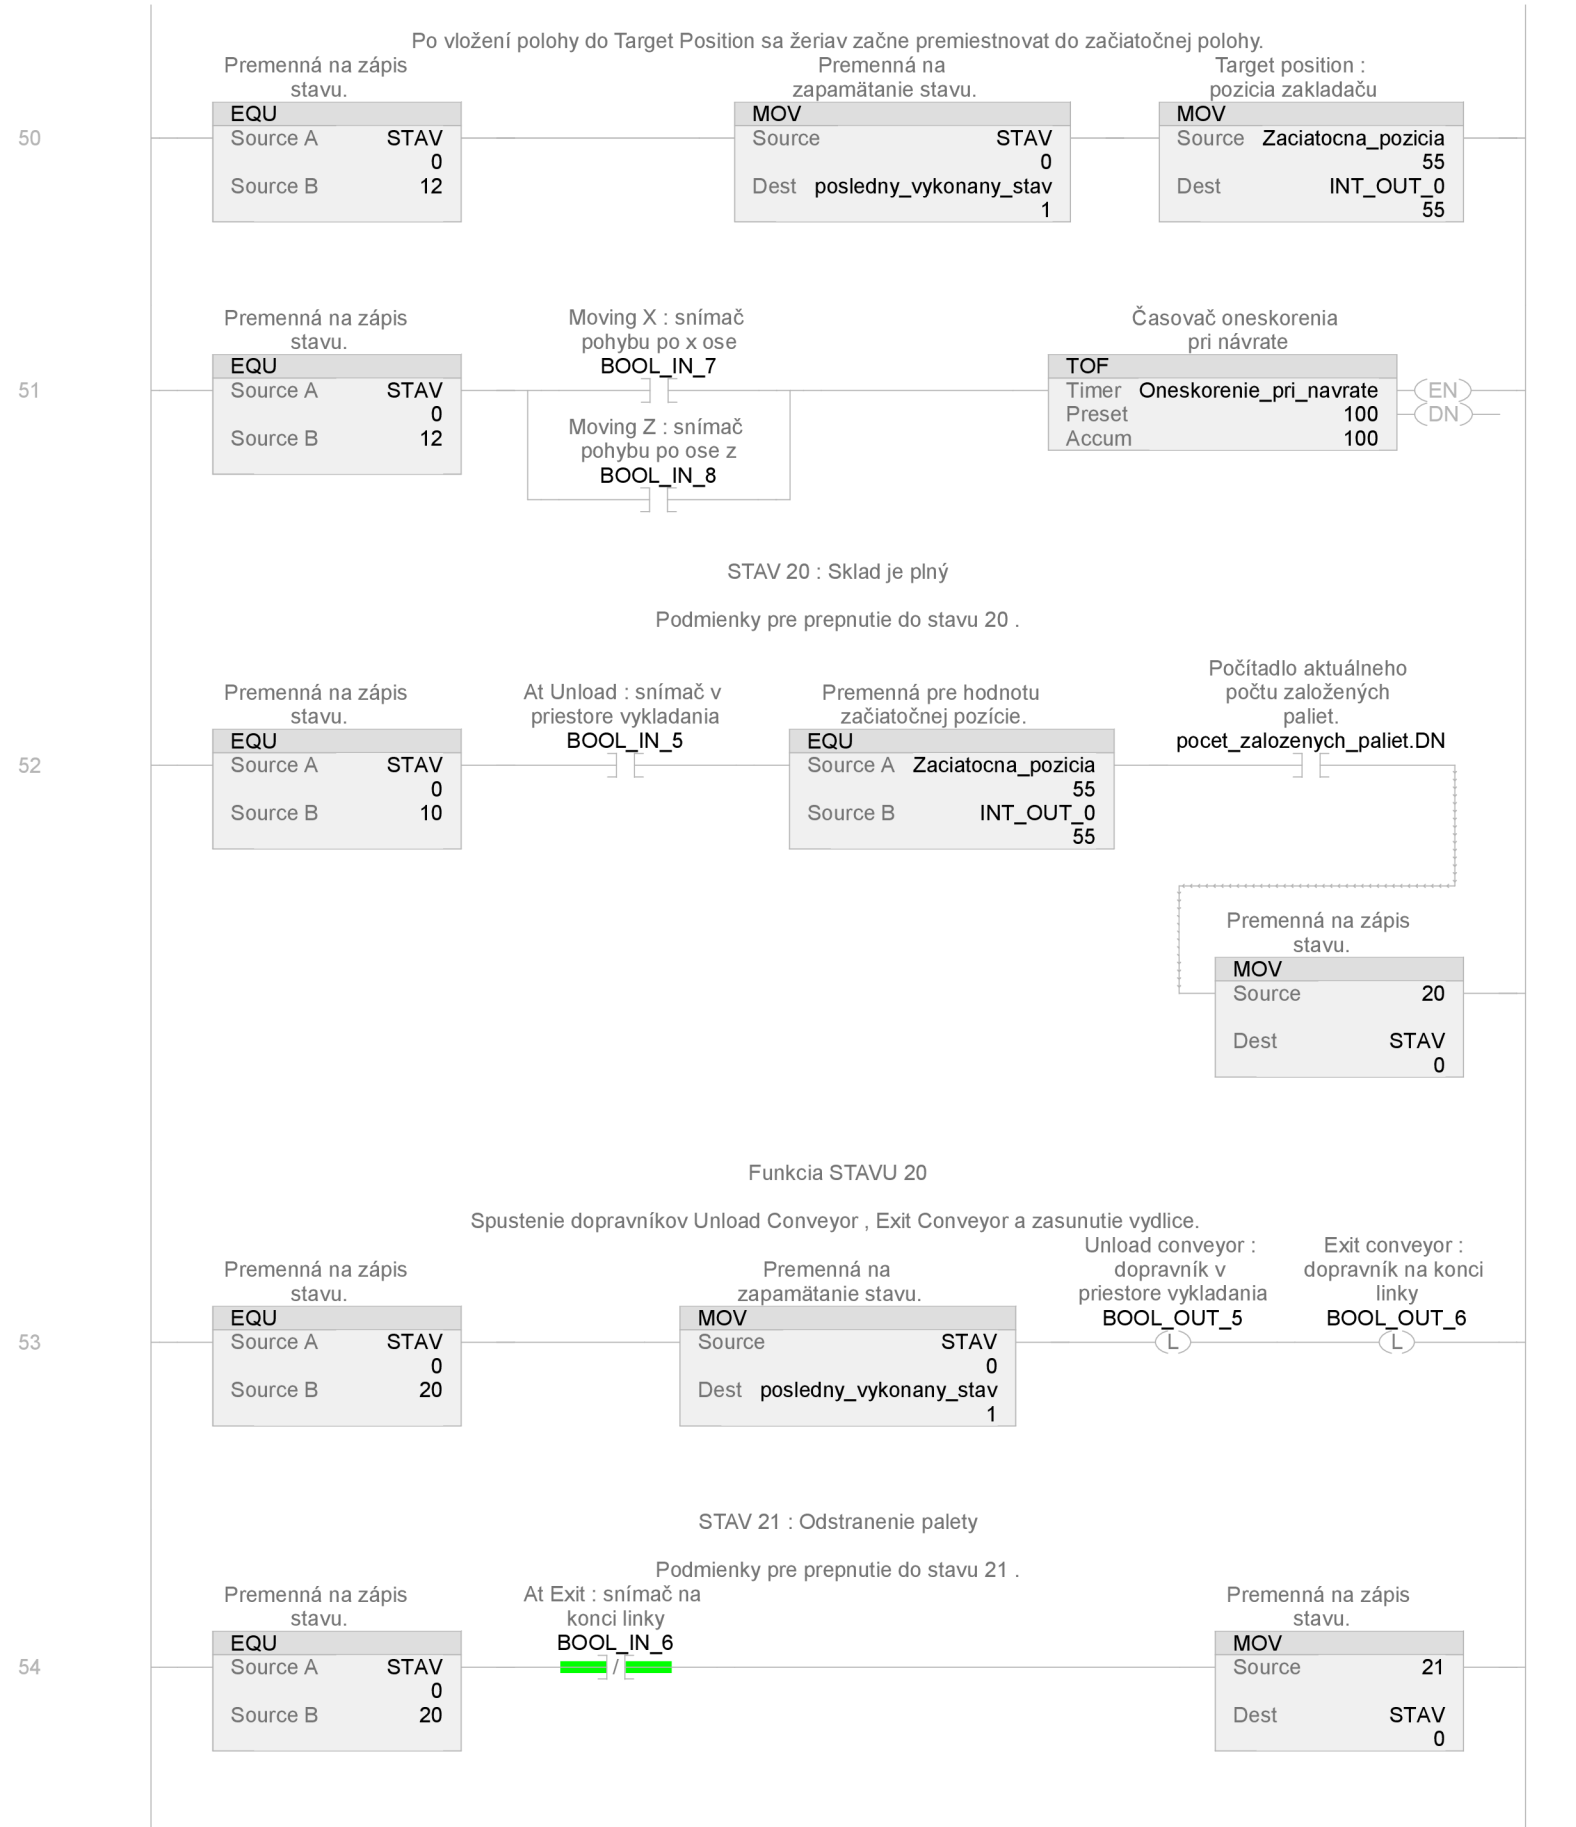 Po vložení polohy do Target Position sa žeriav začne premiestnovat do začiatočnej polohy.
Premenná na zápis
stavu.
Premenná na
zapamätanie stavu.
Target position :
pozicia zakladaču
50
EQU
Source A STAV
0
Source B 12
MOV
Source STAV
0
Dest posledny_vykonany_stav
1
MOV
Source Zaciatocna_pozicia
55
Dest INT_OUT_0
55
Premenná na zápis
stavu.
Moving X : snímač
pohybu po x ose
BOOL_IN_7
Časovač oneskorenia
pri návrate
51
EQU
Source A STAV
0
Source B 12
Moving Z : snímač
pohybu po ose z
BOOL_IN_8
TOF
Timer Oneskorenie_pri_navrate
Preset 100
Accum 100
EN
DN
STAV 20 : Sklad je plný
Podmienky pre prepnutie do stavu 20 .
Premenná na zápis
stavu.
At Unload : snímač v
priestore vykladania
BOOL_IN_5
Premenná pre hodnotu
začiatočnej pozície.
Počítadlo aktuálneho
počtu založených
paliet.
pocet_zalozenych_paliet.DN
52
EQU
Source A STAV
0
Source B 10
EQU
Source A Zaciatocna_pozicia
55
Source B INT_OUT_0
55
Premenná na zápis
stavu.
MOV
Source 20
Dest STAV
0
Funkcia STAVU 20
Spustenie dopravníkov Unload Conveyor , Exit Conveyor a zasunutie vydlice.
Premenná na zápis
stavu.
Premenná na
zapamätanie stavu.
Unload conveyor :
dopravník v
priestore vykladania
BOOL_OUT_5
L
Exit conveyor :
dopravník na konci
linky
BOOL_OUT_6
L
53
EQU
Source A STAV
0
Source B 20
MOV
Source STAV
0
Dest posledny_vykonany_stav
1
STAV 21 : Odstranenie palety
Podmienky pre prepnutie do stavu 21 .
Premenná na zápis
stavu.
At Exit : snímač na
konci linky
BOOL_IN_6
/
Premenná na zápis
stavu.
54
EQU
Source A STAV
0
Source B 20
MOV
Source 21
Dest STAV
0